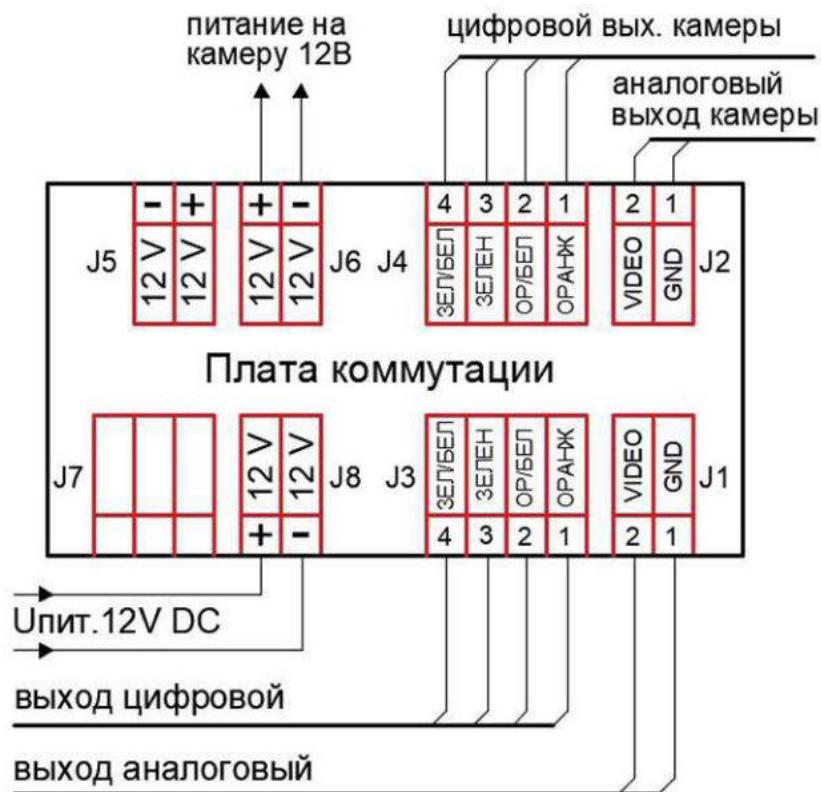 питание на
камеру 12В
цифровой вых. камеры
аналоговый
выход камеры
- + + - 4 3 2 1 2 1
J5 12 V 12 V 12 V 12 V J6 J4 ЗЕЛ/БЕЛ ЗЕЛЕН ОР/БЕЛ ОРАНЖ VIDEO GND J2
Плата коммутации
J7 12 V 12 V J8 J3 ЗЕЛ/БЕЛ ЗЕЛЕН ОР/БЕЛ ОРАНЖ VIDEO GND J1
+ - 4 3 2 1 2 1
Uпит.12V DC
выход цифровой
выход аналоговый